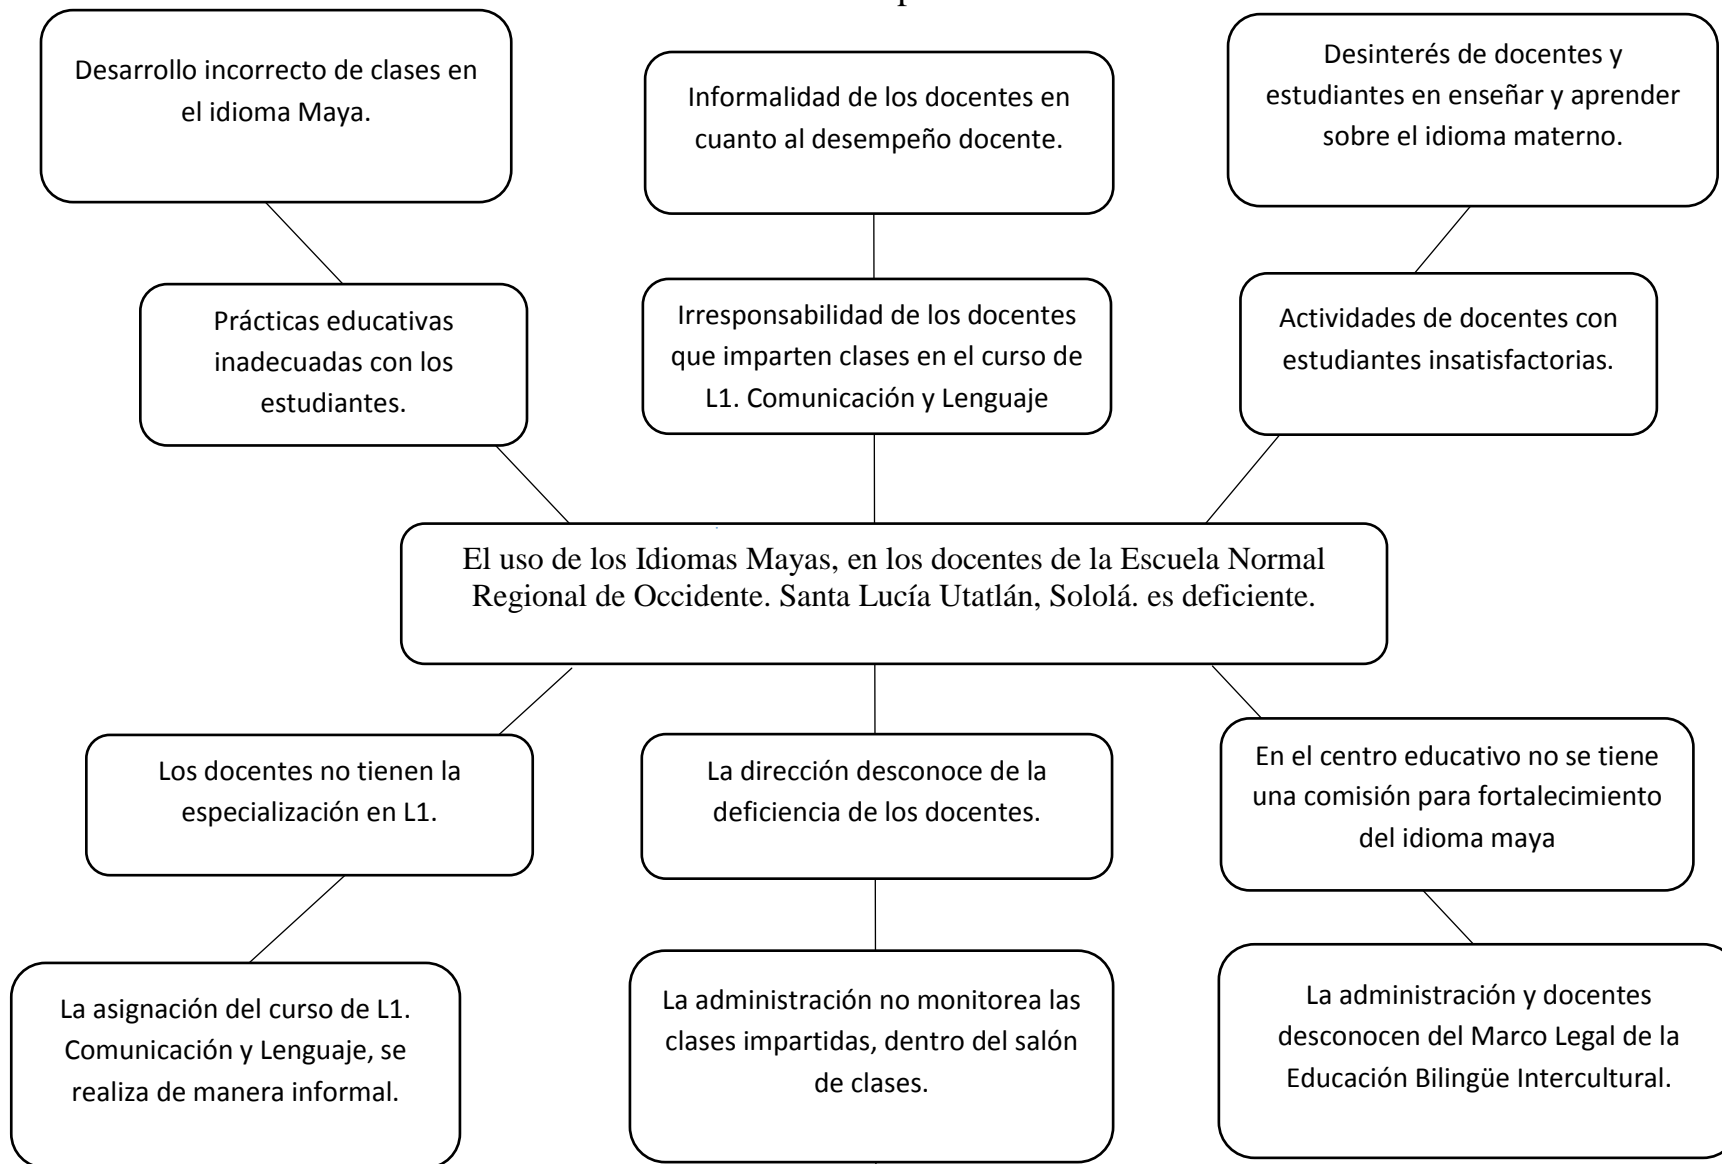 Desarrollo incorrecto de clases en
el idioma Maya.
Informalidad de los docentes en
cuanto al desempeño docente.
Desinterés de docentes y
estudiantes en enseñar y aprender
sobre el idioma materno.
Prácticas educativas
inadecuadas con los
estudiantes.
Irresponsabilidad de los docentes
que imparten clases en el curso de
L1. Comunicación y Lenguaje
Actividades de docentes con
estudiantes insatisfactorias.
El uso de los Idiomas Mayas, en los docentes de la Escuela Normal
Regional de Occidente. Santa Lucía Utatlán, Sololá. es deficiente.
Los docentes no tienen la
especialización en L1.
La dirección desconoce de la
deficiencia de los docentes.
En el centro educativo no se tiene
una comisión para fortalecimiento
del idioma maya
La asignación del curso de L1.
Comunicación y Lenguaje, se
realiza de manera informal.
La administración no monitorea las
clases impartidas, dentro del salón
de clases.
La administración y docentes
desconocen del Marco Legal de la
Educación Bilingüe Intercultural.